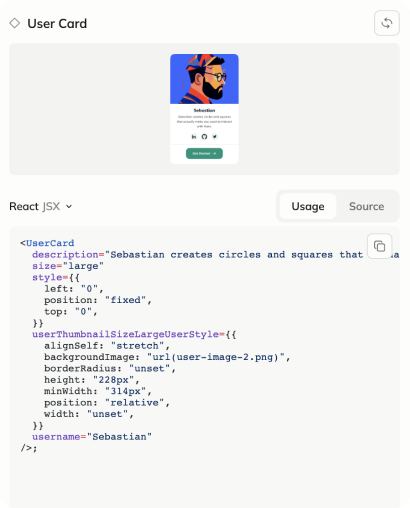 User Card
Sebastian
Sebastian creates circles and squares
that actually make you want to interact
with them.
Get Started →
React JSX
Usage
Source
<UserCard
description="Sebastian creates circles and squares that
size="large"
style={{
left: "0",
position: "fixed",
top: "0",
}}
userThumbnailSizeLargeUserStyle={{
alignSelf: "stretch",
backgroundImage: "url(user-image-2.png)",
borderRadius: "unset",
height: "228px",
minWidth: "314px",
position: "relative",
width: "unset",
}}
username="Sebastian"
/>;